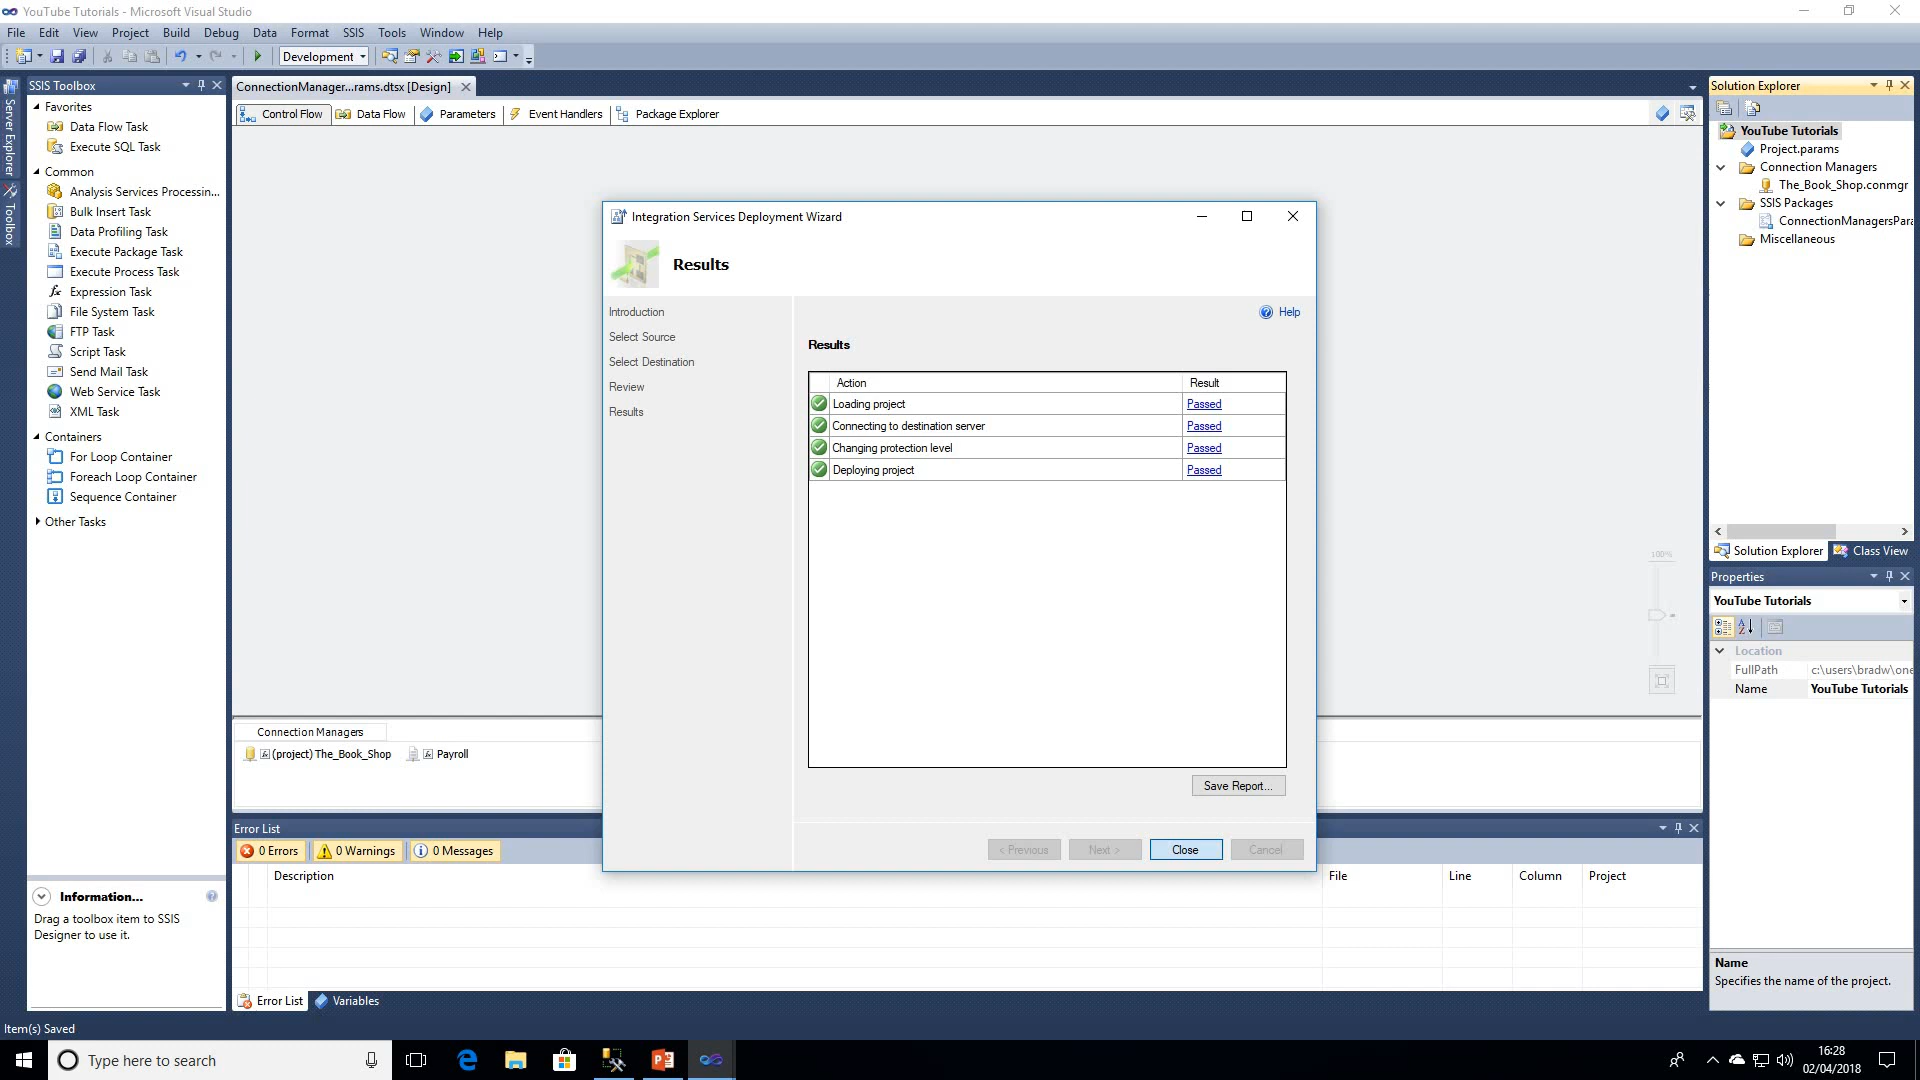 YouTube Tutorials - Microsoft Visual Studio
File Edit View Project Build Debug Data Format SSIS Tools Window Help
Development
Server Explorer
Toolbox
SSIS Toolbox
Favorites
Data Flow Task
Execute SQL Task
Common
Analysis Services Processin...
Bulk Insert Task
Data Profiling Task
Execute Package Task
Execute Process Task
Expression Task
File System Task
FTP Task
Script Task
Send Mail Task
Web Service Task
XML Task
Containers
For Loop Container
Foreach Loop Container
Sequence Container
Other Tasks
Information...
Drag a toolbox item to SSIS
Designer to use it.
ConnectionManager...rams.dtsx [Design]
Control Flow Data Flow Parameters Event Handlers Package Explorer
100%
Integration Services Deployment Wizard
Results
Introduction
Select Source
Select Destination
Review
Results
Help
Results
Action Result
Loading project Passed
Connecting to destination server Passed
Changing protection level Passed
Deploying project Passed
Save Report...
< Previous Next > Close Cancel
Connection Managers
(project) The_Book_Shop Payroll
Error List
0 Errors 0 Warnings 0 Messages
Description File Line Column Project
Error List Variables
Solution Explorer
YouTube Tutorials
Project.params
Connection Managers
The_Book_Shop.conmgr
SSIS Packages
ConnectionManagersPara
Miscellaneous
Solution Explorer Class View
Properties
YouTube Tutorials
Location
FullPath c:\users\bradw\one
Name YouTube Tutorials
Name
Specifies the name of the project.
Item(s) Saved
Type here to search
16:28
02/04/2018